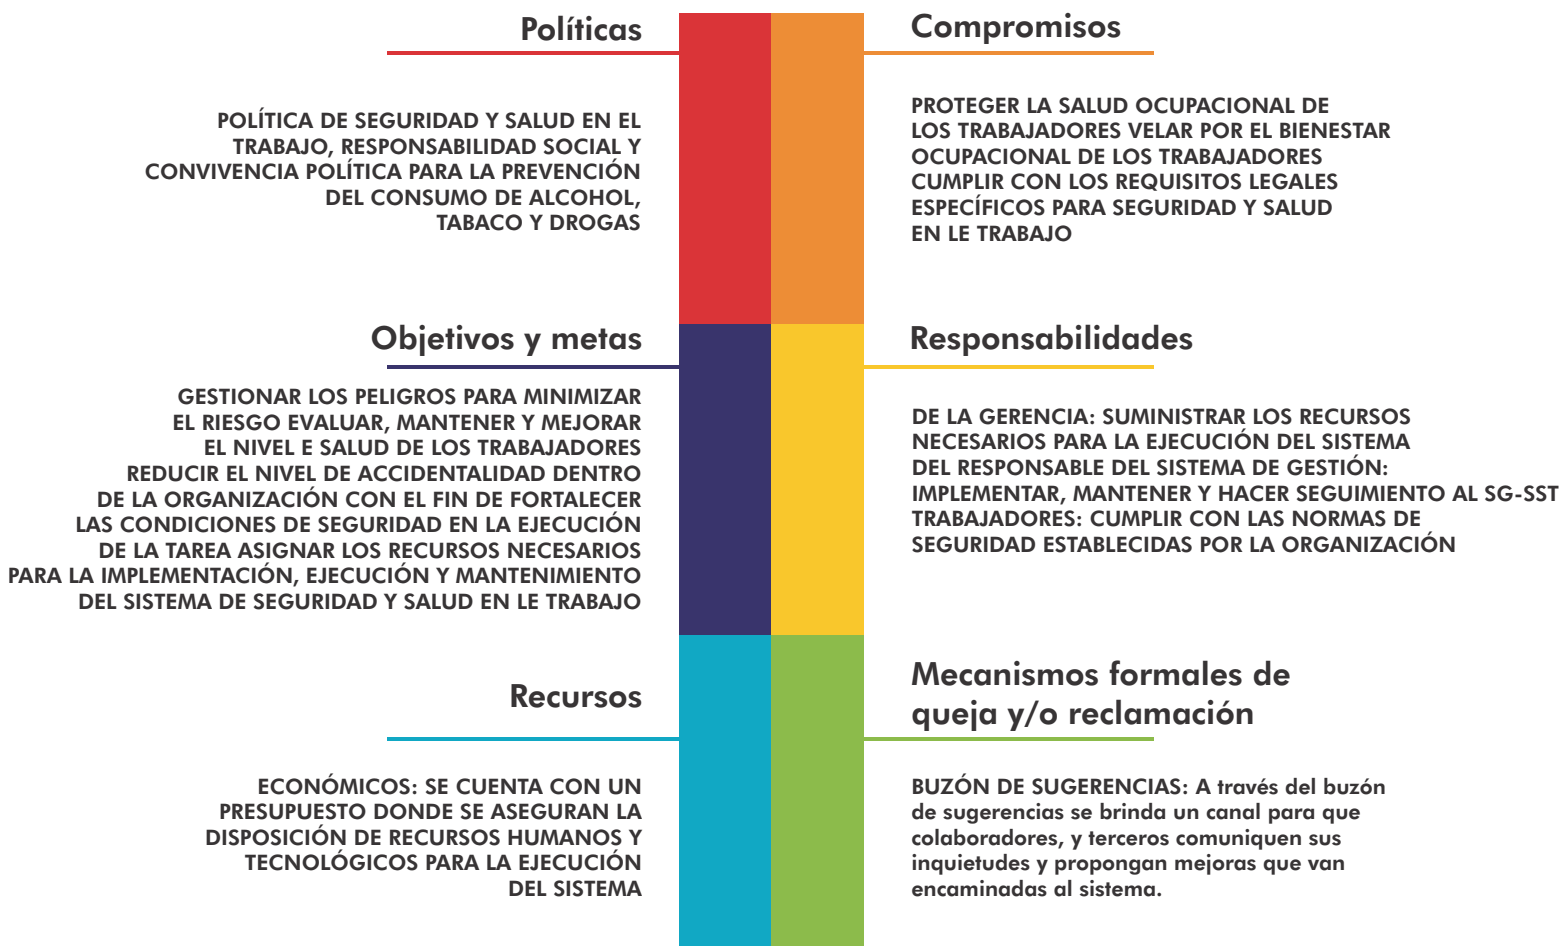 Políticas
POLÍTICA DE SEGURIDAD Y SALUD EN EL
TRABAJO, RESPONSABILIDAD SOCIAL Y
CONVIVENCIA POLÍTICA PARA LA PREVENCIÓN
DEL CONSUMO DE ALCOHOL,
TABACO Y DROGAS
Compromisos
PROTEGER LA SALUD OCUPACIONAL DE
LOS TRABAJADORES VELAR POR EL BIENESTAR
OCUPACIONAL DE LOS TRABAJADORES
CUMPLIR CON LOS REQUISITOS LEGALES
ESPECÍFICOS PARA SEGURIDAD Y SALUD
EN LE TRABAJO
Objetivos y metas
GESTIONAR LOS PELIGROS PARA MINIMIZAR
EL RIESGO EVALUAR, MANTENER Y MEJORAR
EL NIVEL E SALUD DE LOS TRABAJADORES
REDUCIR EL NIVEL DE ACCIDENTALIDAD DENTRO
DE LA ORGANIZACIÓN CON EL FIN DE FORTALECER
LAS CONDICIONES DE SEGURIDAD EN LA EJECUCIÓN
DE LA TAREA ASIGNAR LOS RECURSOS NECESARIOS
PARA LA IMPLEMENTACIÓN, EJECUCIÓN Y MANTENIMIENTO
DEL SISTEMA DE SEGURIDAD Y SALUD EN LE TRABAJO
Responsabilidades
DE LA GERENCIA: SUMINISTRAR LOS RECURSOS
NECESARIOS PARA LA EJECUCIÓN DEL SISTEMA
DEL RESPONSABLE DEL SISTEMA DE GESTIÓN:
IMPLEMENTAR, MANTENER Y HACER SEGUIMIENTO AL SG-SST
TRABAJADORES: CUMPLIR CON LAS NORMAS DE
SEGURIDAD ESTABLECIDAS POR LA ORGANIZACIÓN
Recursos
ECONÓMICOS: SE CUENTA CON UN
PRESUPUESTO DONDE SE ASEGURAN LA
DISPOSICIÓN DE RECURSOS HUMANOS Y
TECNOLÓGICOS PARA LA EJECUCIÓN
DEL SISTEMA
Mecanismos formales de
queja y/o reclamación
BUZÓN DE SUGERENCIAS: A través del buzón
de sugerencias se brinda un canal para que
colaboradores, y terceros comuniquen sus
inquietudes y propongan mejoras que van
encaminadas al sistema.